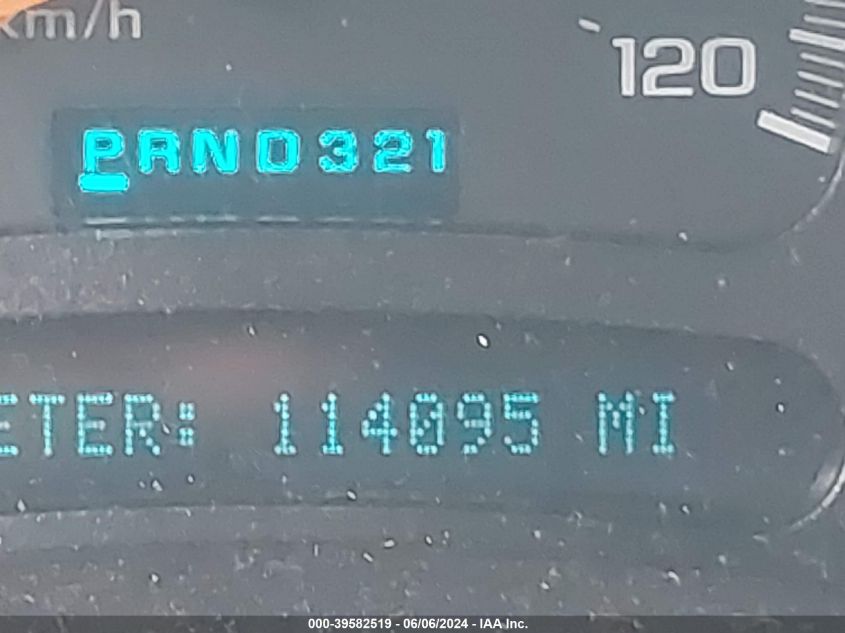 km/h
120
PRND321
ETER: 114095 MI
000-39582519 - 06/06/2024 - IAA Inc.